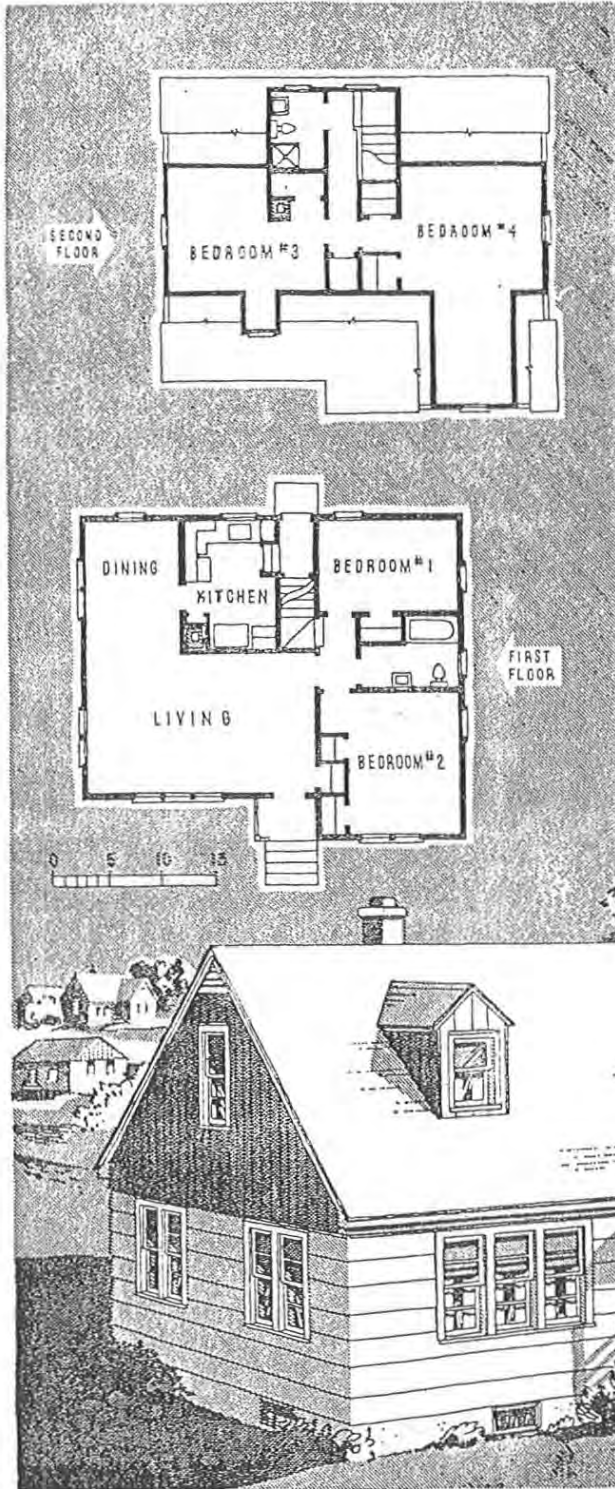 SECOND
FLOOR
BEDROOM #3
BEDROOM #4
DINING
KITCHEN
BEDROOM #1
FIRST
FLOOR
LIVING
BEDROOM #2
0 5 10 15